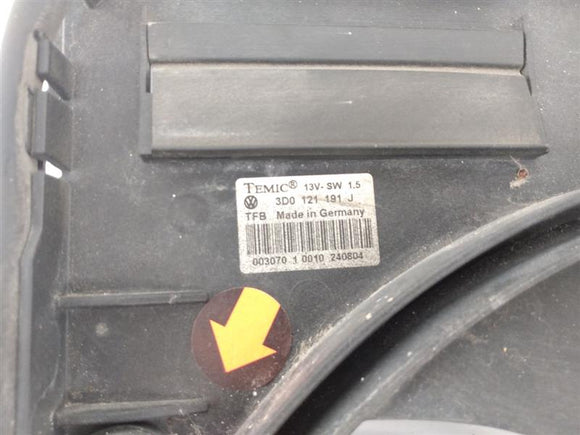 TEMIC® 13V- SW 1.5
3D0 121 191 J
TFB Made in Germany
003070 1 0010 240804